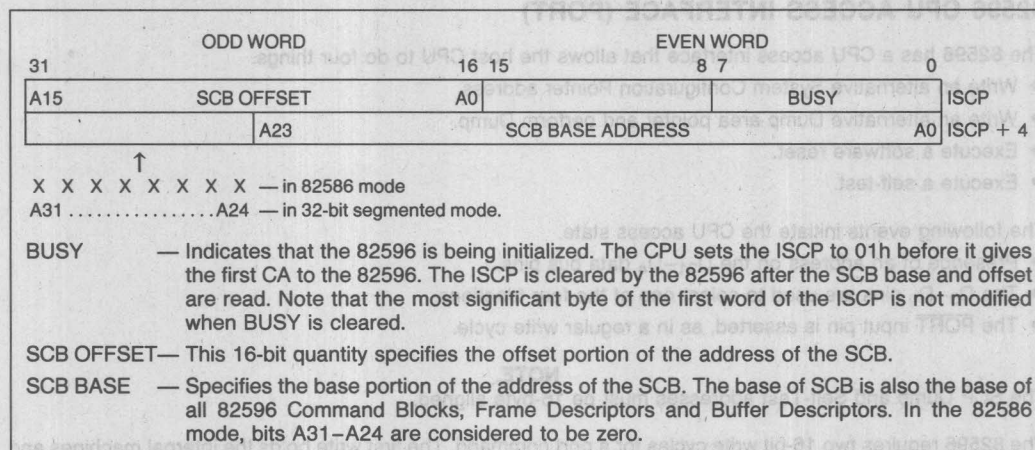 ODD WORD EVEN WORD
31 16 15 8 7 0
A15 SCB OFFSET A0 BUSY ISCP
A23 SCB BASE ADDRESS A0 ISCP + 4
↑
X X X X X X X X — in 82586 mode
A31 . . . . . . . . . . . . . . . . A24 — in 32-bit segmented mode.
BUSY — Indicates that the 82596 is being initialized. The CPU sets the ISCP to 01h before it gives
the first CA to the 82596. The ISCP is cleared by the 82596 after the SCB base and offset
are read. Note that the most significant byte of the first word of the ISCP is not modified
when BUSY is cleared.
SCB OFFSET— This 16-bit quantity specifies the offset portion of the address of the SCB.
SCB BASE — Specifies the base portion of the address of the SCB. The base of SCB is also the base of
all 82596 Command Blocks, Frame Descriptors and Buffer Descriptors. In the 82586
mode, bits A31–A24 are considered to be zero.